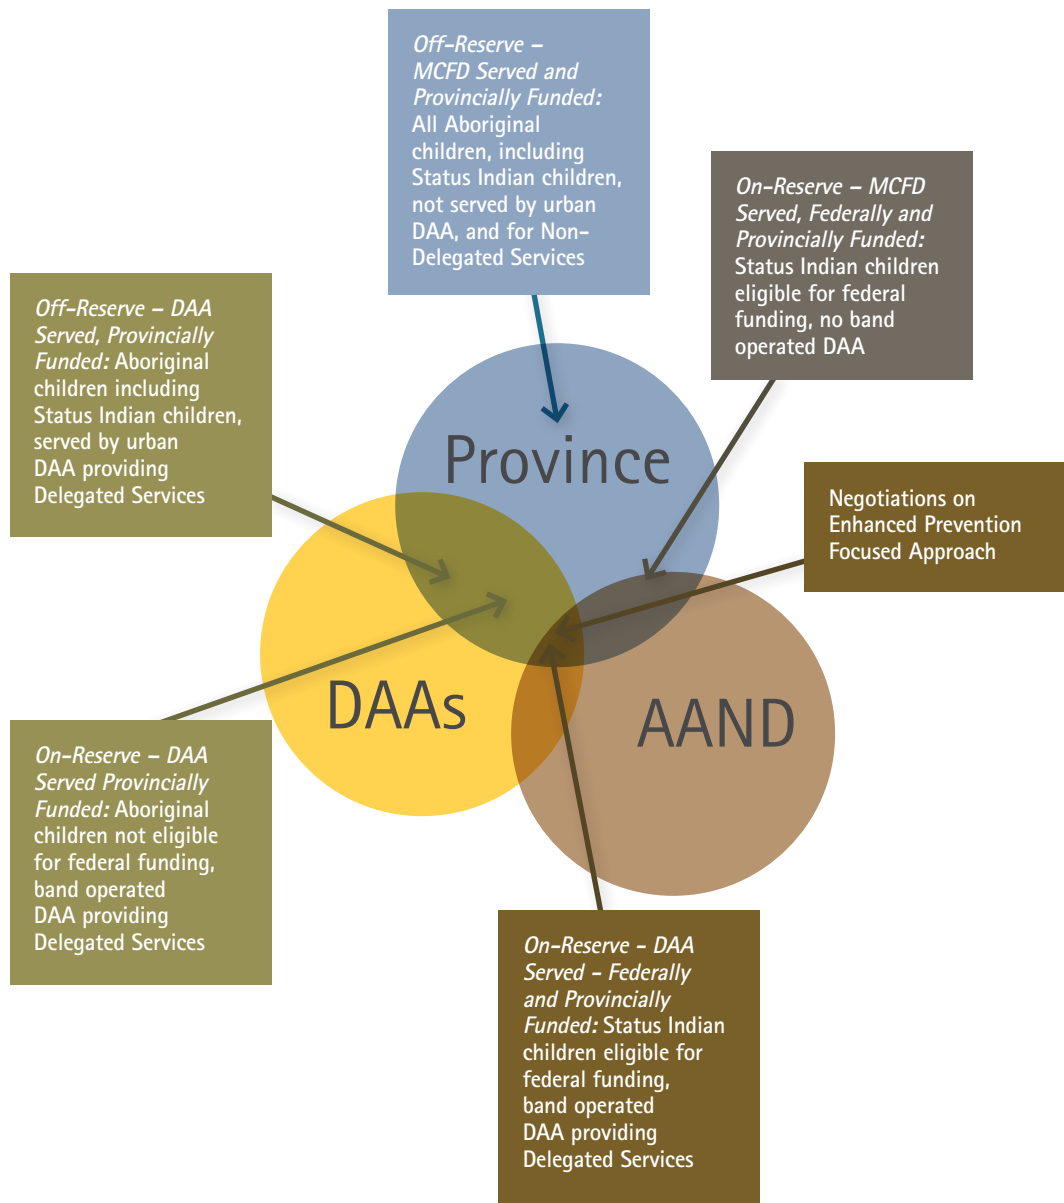 Off-Reserve –
MCFD Served and
Provincially Funded:
All Aboriginal
children, including
Status Indian children,
not served by urban
DAA, and for Non-
Delegated Services
On-Reserve – MCFD
Served, Federally and
Provincially Funded:
Status Indian children
eligible for federal
funding, no band
operated DAA
Off-Reserve – DAA
Served, Provincially
Funded: Aboriginal
children including
Status Indian children,
served by urban
DAA providing
Delegated Services
Province
Negotiations on
Enhanced Prevention
Focused Approach
DAAs
AAND
On-Reserve – DAA
Served Provincially
Funded: Aboriginal
children not eligible
for federal funding,
band operated
DAA providing
Delegated Services
On-Reserve - DAA
Served - Federally
and Provincially
Funded: Status Indian
children eligible for
federal funding,
band operated
DAA providing
Delegated Services